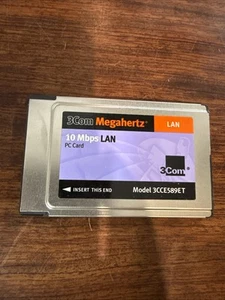 3Com Megahertz® LAN
10 Mbps LAN
PC Card
3Com®
INSERT THIS END Model 3CCE589ET